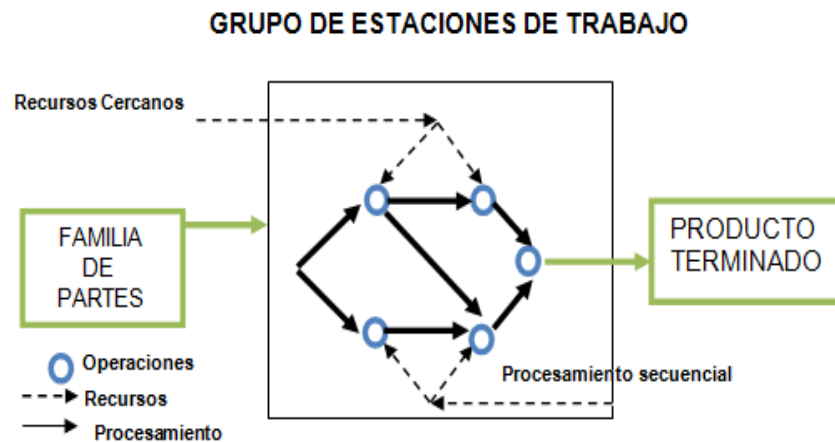 GRUPO DE ESTACIONES DE TRABAJO
Recursos Cercanos
FAMILIA
DE
PARTES
PRODUCTO
TERMINADO
Operaciones
Recursos
Procesamiento
Procesamiento secuencial